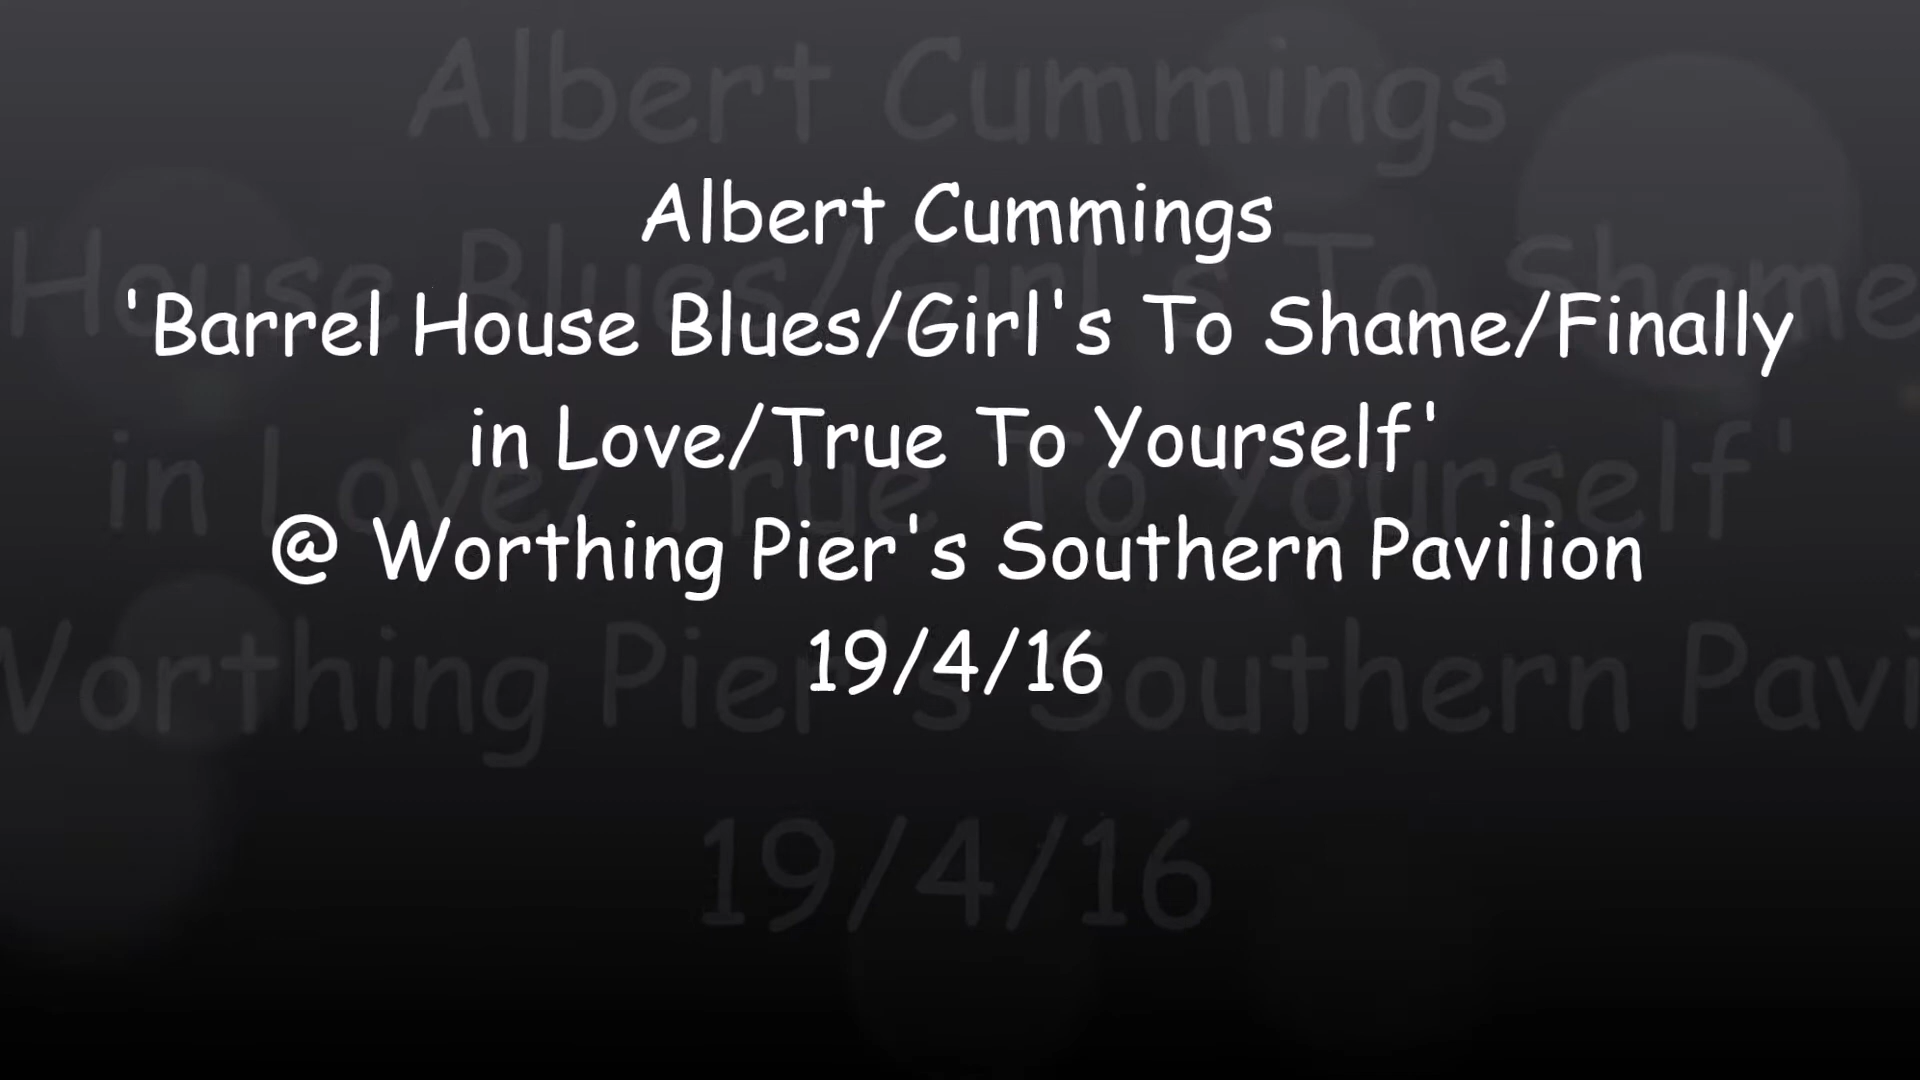 Albert Cummings
'Barrel House Blues/Girl's To Shame/Finally
in Love/True To Yourself'
@ Worthing Pier's Southern Pavilion
19/4/16